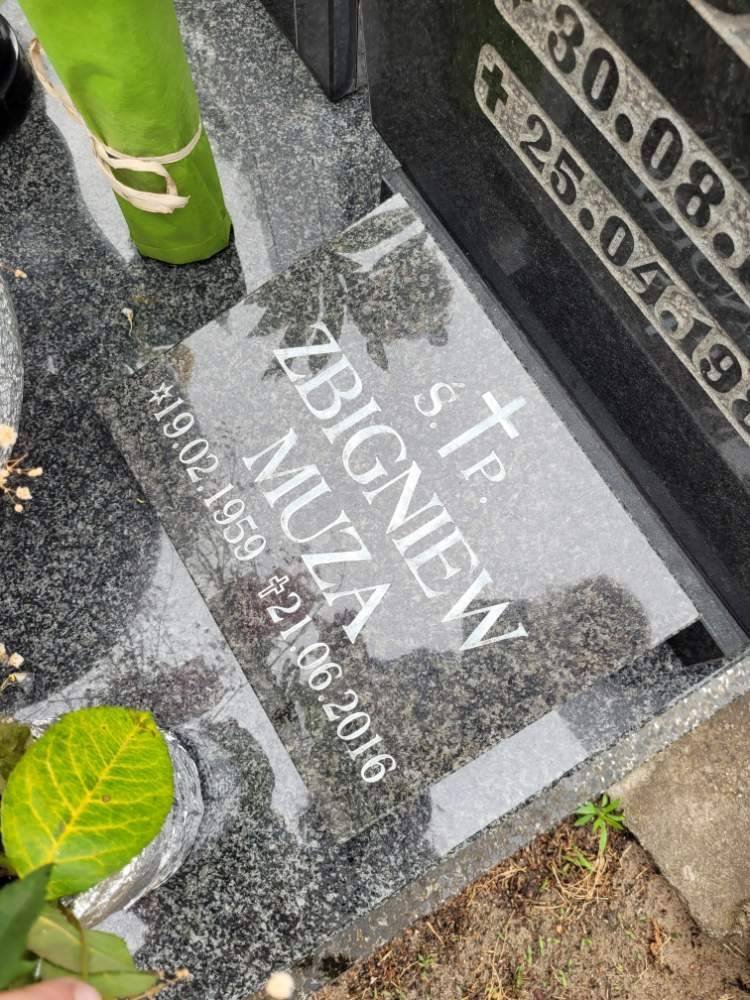 30.08.
✝ 25.04.19
Ś. ✝ P.
ZBIGNIEW
MUZA
☆19.02.1959 ✝21.06.2016